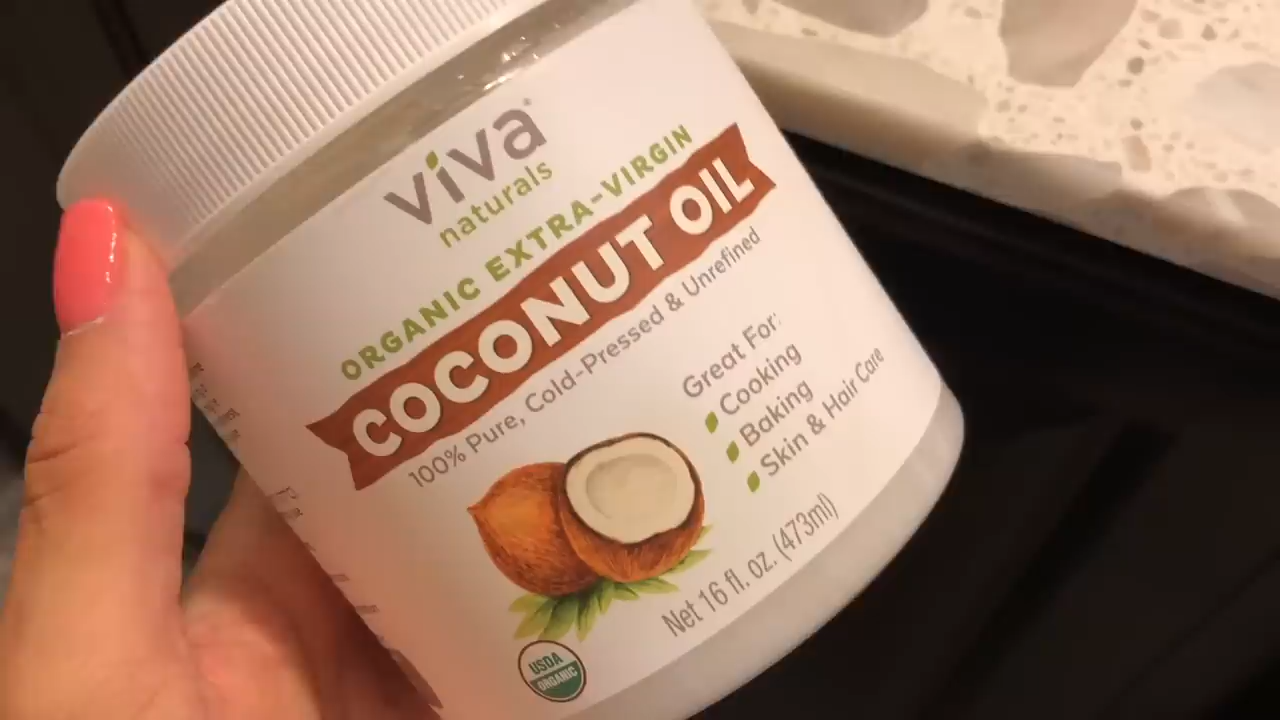 viva
naturals
ORGANIC EXTRA-VIRGIN
COCONUT OIL
100% Pure, Cold-Pressed & Unrefined
Great For:
Cooking
Baking
Skin & Hair Care
Net 16 fl. oz. (473ml)
USDA
ORGANIC